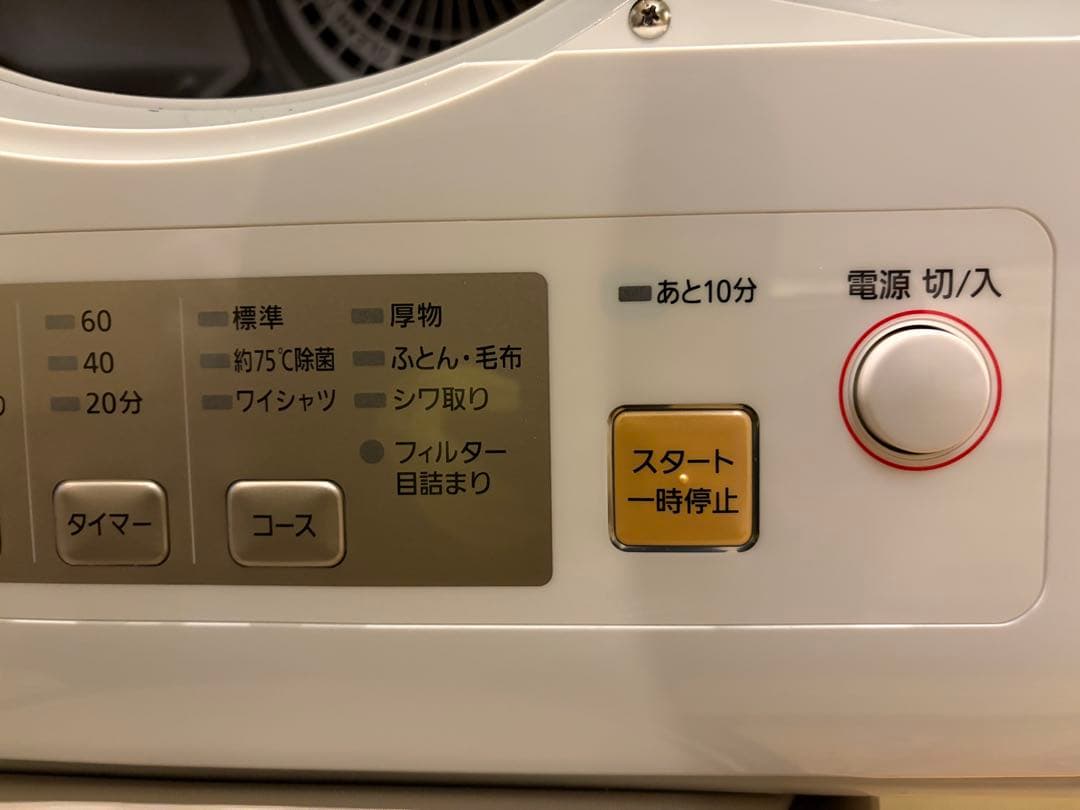 60
40
20分
タイマー
標準
約75℃除菌
ワイシャツ
コース
厚物
ふとん・毛布
シワ取り
フィルター
目詰まり
あと10分
スタート
一時停止
電源 切/入